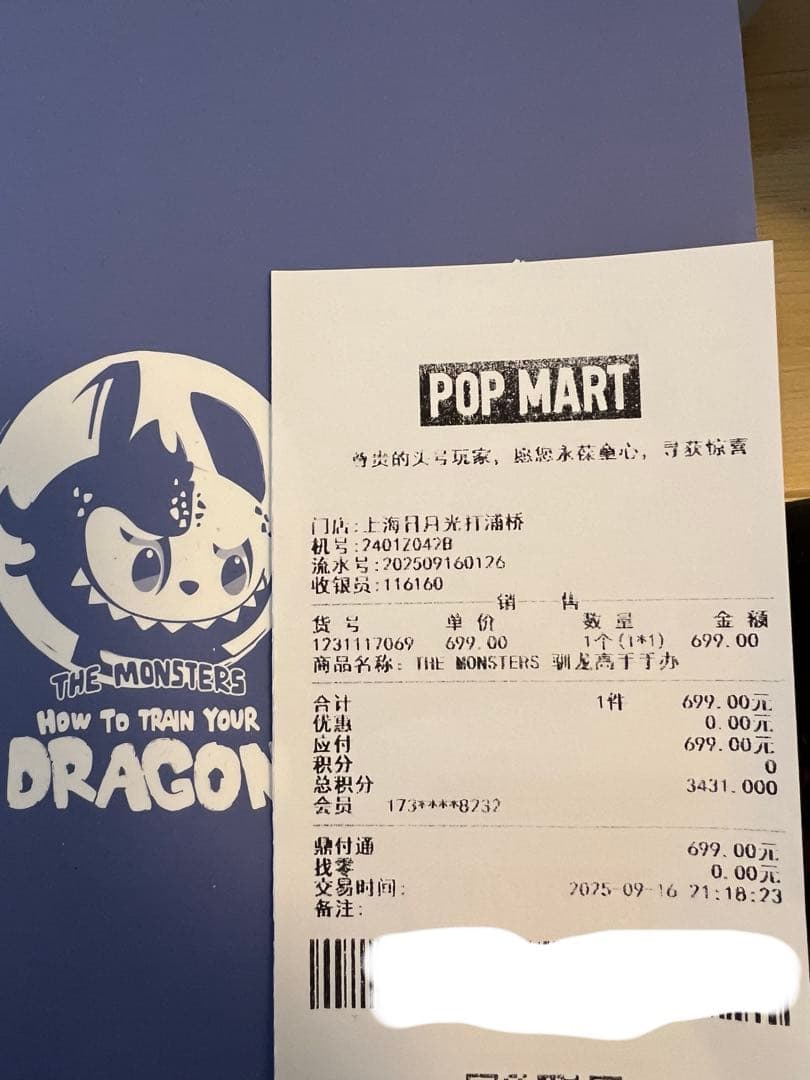 THE MONSTERS
HOW TO TRAIN YOUR
DRAGON
POP MART
尊贵的头号玩家，愿您永葆童心，寻获惊喜
门店:上海日月光打浦桥
机号:2401Z042B
流水号:202509160126
收银员:116160
销 售
货号 单价 数量 金额
1231117069 699.00 1个(1*1) 699.00
商品名称: THE MONSTERS 驯龙高手手办
合计 1件 699.00元
优惠 0.00元
应付 699.00元
积分 0
总积分 3431.000
会员 173****8232
鼎付通 699.00元
找零 0.00元
交易时间: 2025-09-16 21:18:23
备注: